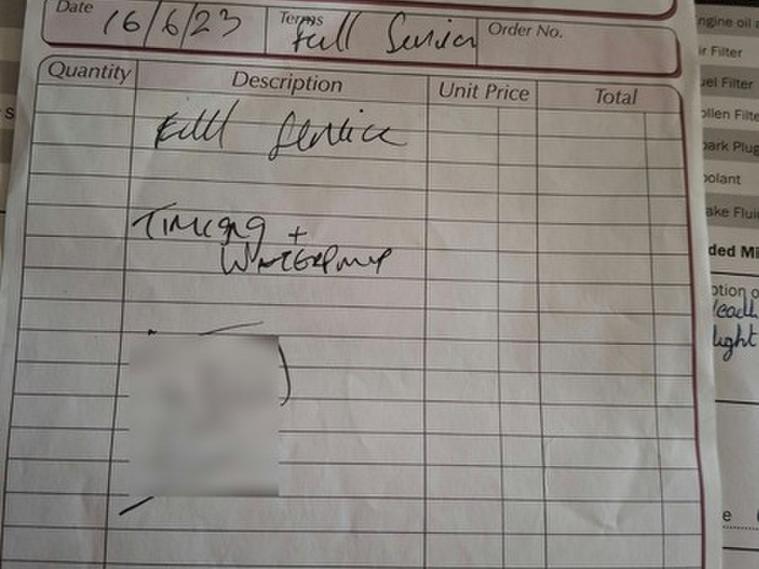 Date 16/6/23 Terms Full Service Order No.
Quantity Description Unit Price Total
Full Service
Timing +
Waterpump
ngine oil a
ir Filter
uel Filter
ollen Filte
park Plug
oolant
ake Flui
ded Mi
ption o
light
e
S